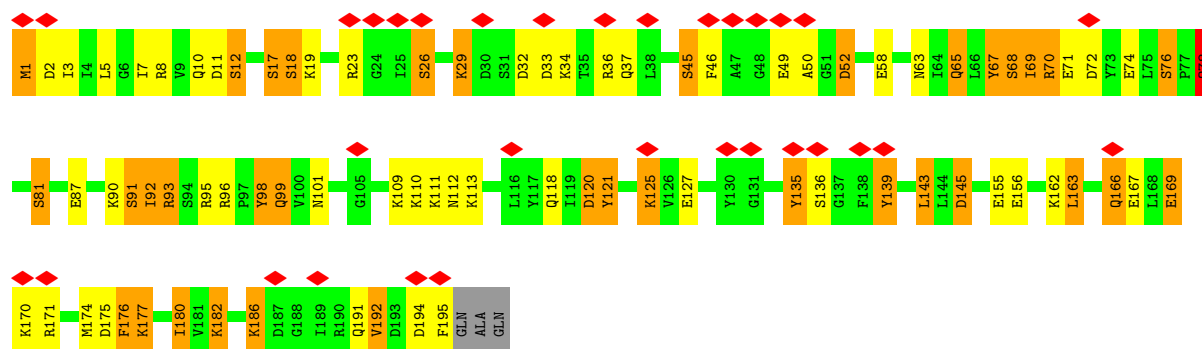 M1 D2 I3 I4 L5 G6 I7 R8 V9 Q10 D11 S12 S17 S18 K19 R23 G24 I25 S26 K29 D30 S31 D32 D33 K34 T35 R36 Q37 L38 S45 F46 A47 G48 E49 A50 G51 D52 E58 N63 I64 Q65 L66 Y67 S68 I69 R70 E71 D72 Y73 E74 L75 S76 P77
S81 E87 K90 S91 I92 R93 S94 R95 R96 P97 Y98 Q99 V100 N101 G105 K109 K110 K111 N112 K113 L116 Y117 Q118 I119 D120 Y121 K125 V126 E127 Y130 G131 Y135 S136 G137 F138 Y139 L143 L144 D145 E155 E156 K162 L163 Q166 E167 L168 E169
K170 R171 M174 D175 F176 K177 I180 V181 K182 K186 D187 G188 I189 R190 Q191 V192 D193 D194 F195 GLN ALA GLN